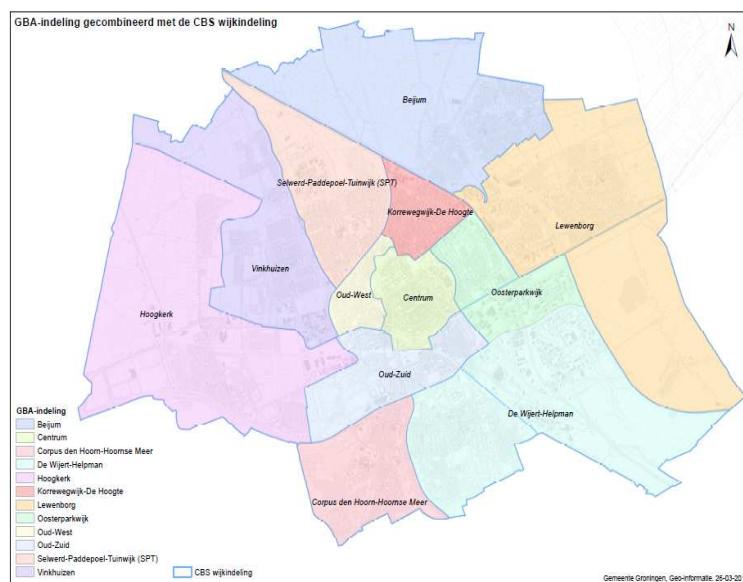 GBA-indeling gecombineerd met de CBS wijkindeling
N
Beijum
Selwerd-Paddepoel-Tuinwijk (SPT)
Korrewegwijk-De Hoogte
Lewenborg
Vinkhuizen
Oud-West
Centrum
Oosterparkwijk
Hoogkerk
Oud-Zuid
De Wijert-Helpman
Corpus den Hoorn-Hoornse Meer
GBA-indeling
Beijum
Centrum
Corpus den Hoorn-Hoornse Meer
De Wijert-Helpman
Hoogkerk
Korrewegwijk-De Hoogte
Lewenborg
Oosterparkwijk
Oud-West
Oud-Zuid
Selwerd-Paddepoel-Tuinwijk (SPT)
Vinkhuizen
CBS wijkindeling
Gemeente Groningen, Geo-informatie. 26-03-20